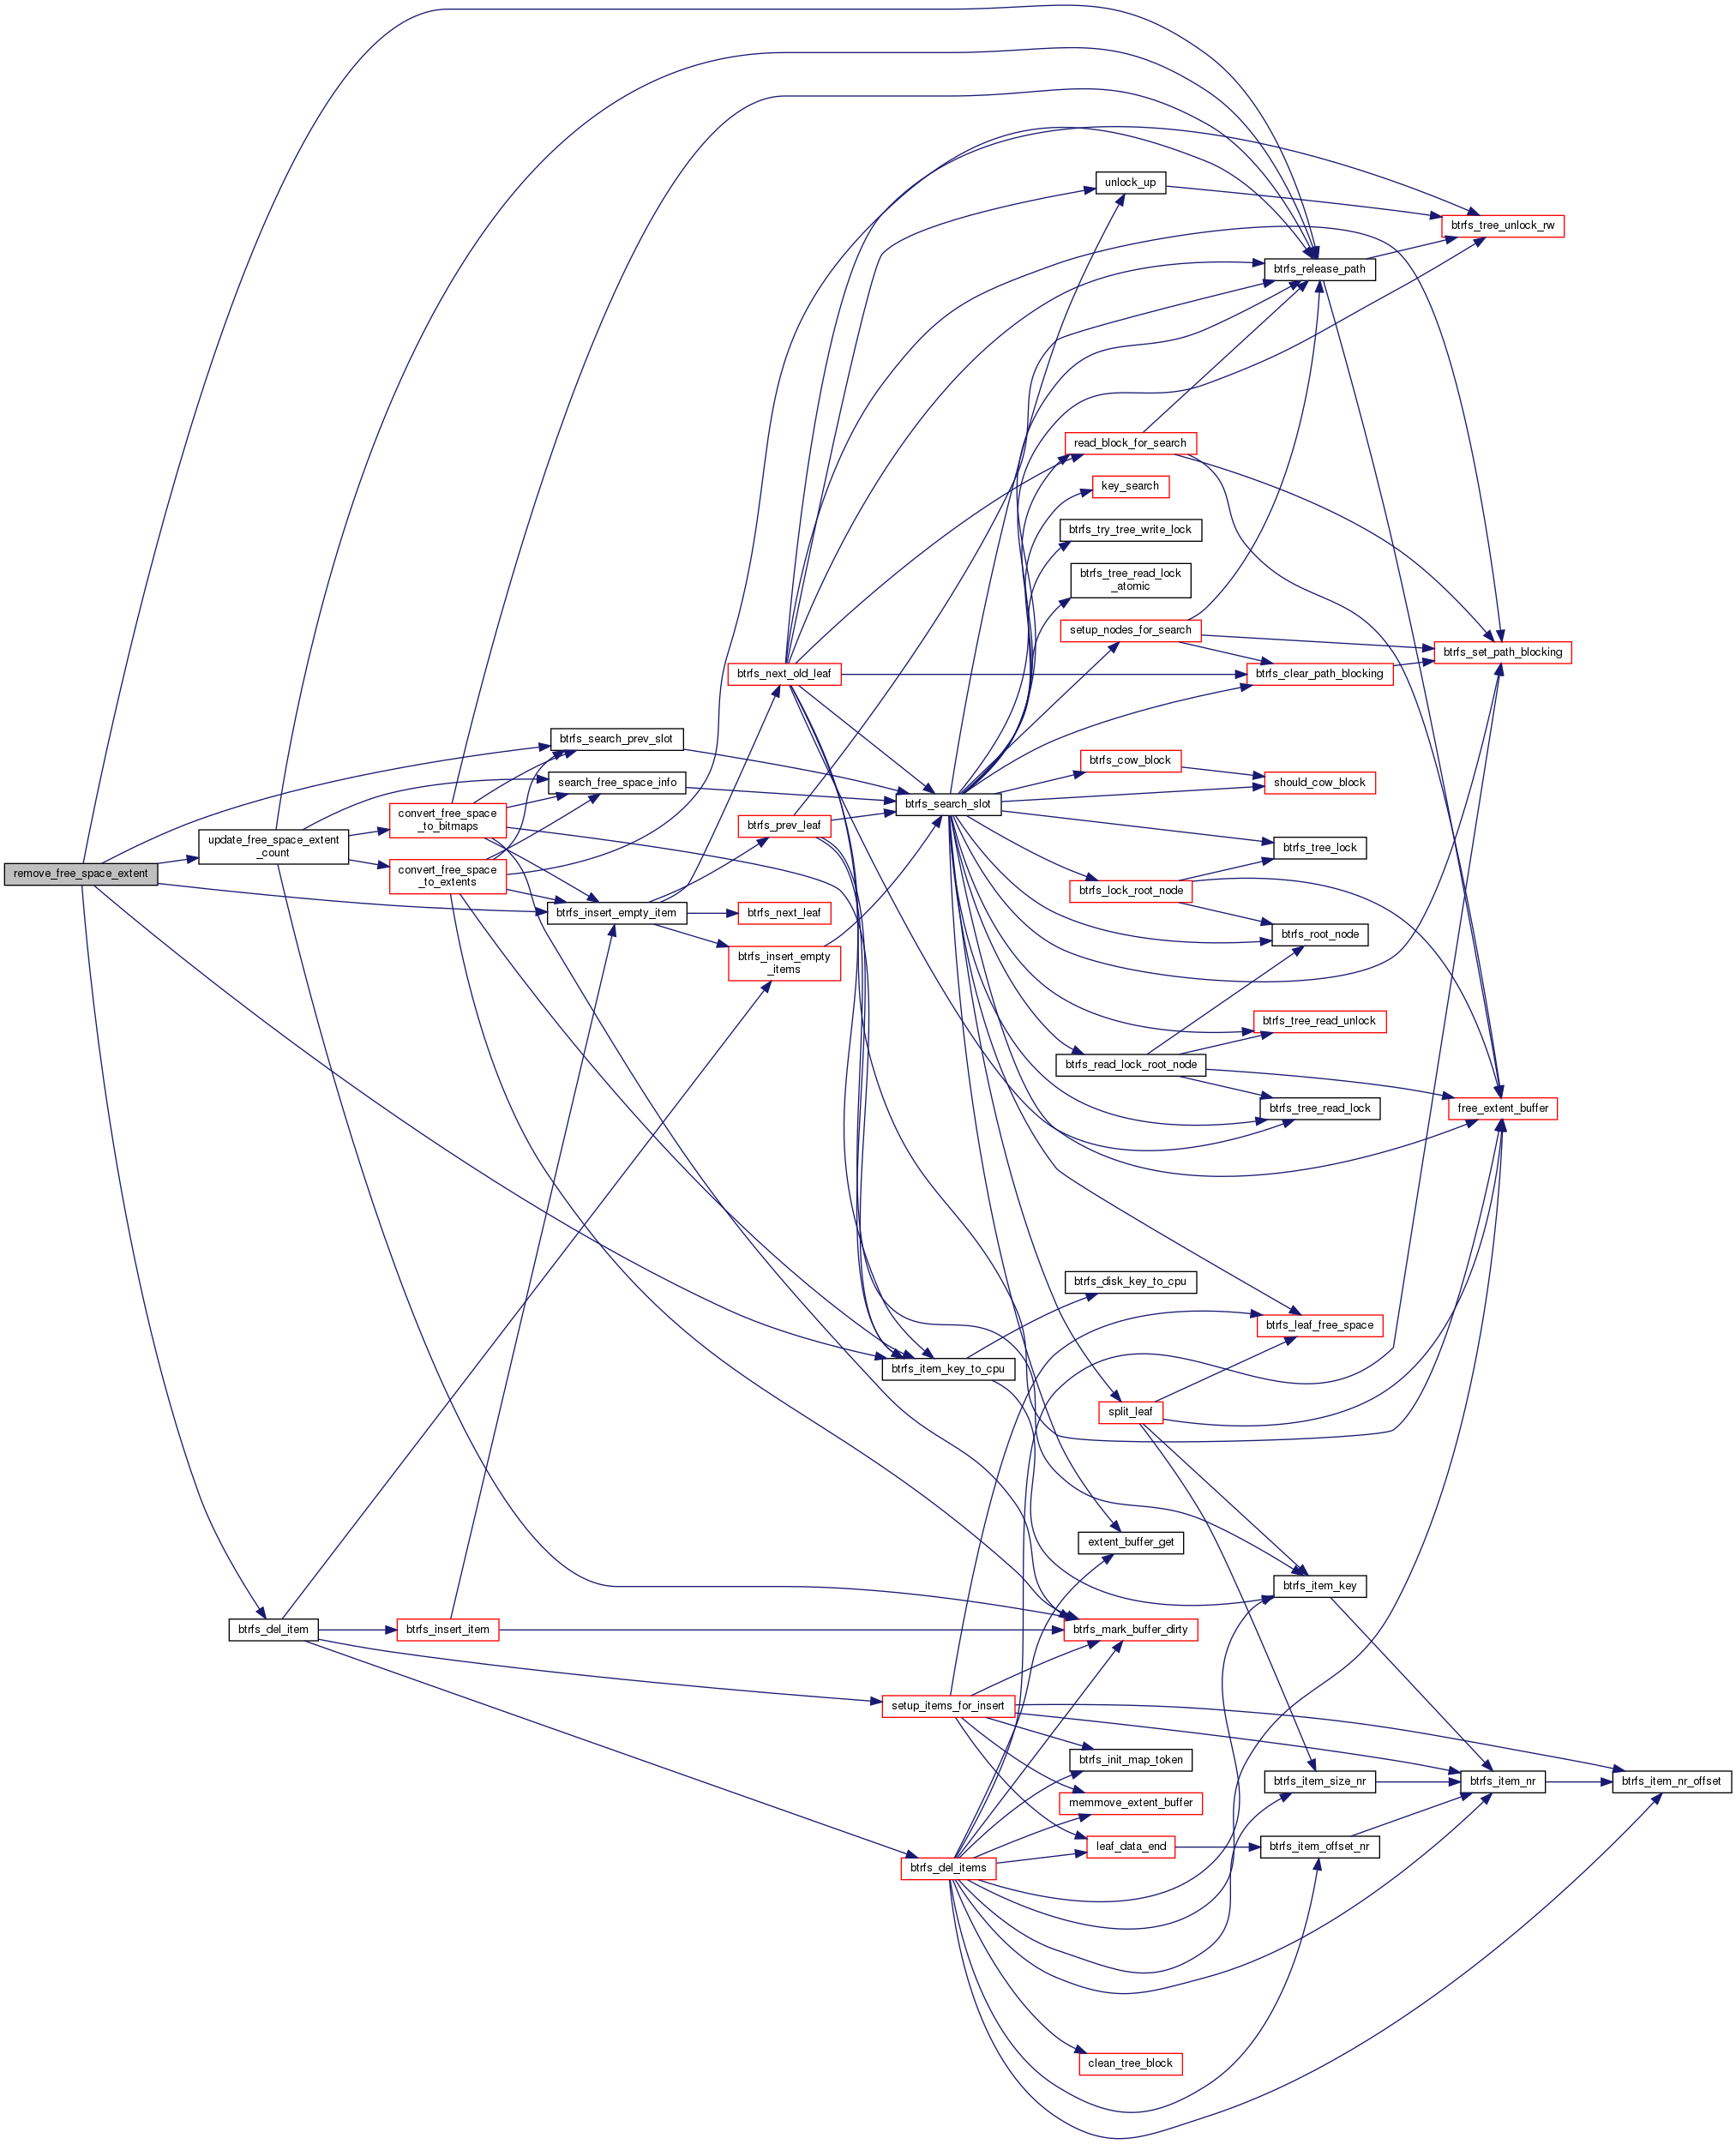 unlock_up
btrfs_tree_unlock_rw
btrfs_release_path
read_block_for_search
key_search
btrfs_try_tree_write_lock
btrfs_tree_read_lock
_atomic
setup_nodes_for_search
btrfs_set_path_blocking
btrfs_next_old_leaf
btrfs_clear_path_blocking
btrfs_search_prev_slot
btrfs_cow_block
search_free_space_info
should_cow_block
btrfs_search_slot
convert_free_space
_to_bitmaps
btrfs_prev_leaf
update_free_space_extent
_count
btrfs_tree_lock
remove_free_space_extent
convert_free_space
_to_extents
btrfs_lock_root_node
btrfs_insert_empty_item
btrfs_next_leaf
btrfs_root_node
btrfs_insert_empty
_items
btrfs_tree_read_unlock
btrfs_read_lock_root_node
btrfs_tree_read_lock
free_extent_buffer
btrfs_disk_key_to_cpu
btrfs_leaf_free_space
btrfs_item_key_to_cpu
split_leaf
extent_buffer_get
btrfs_item_key
btrfs_del_item
btrfs_insert_item
btrfs_mark_buffer_dirty
setup_items_for_insert
btrfs_init_map_token
btrfs_item_size_nr
btrfs_item_nr
btrfs_item_nr_offset
memmove_extent_buffer
leaf_data_end
btrfs_item_offset_nr
btrfs_del_items
clean_tree_block